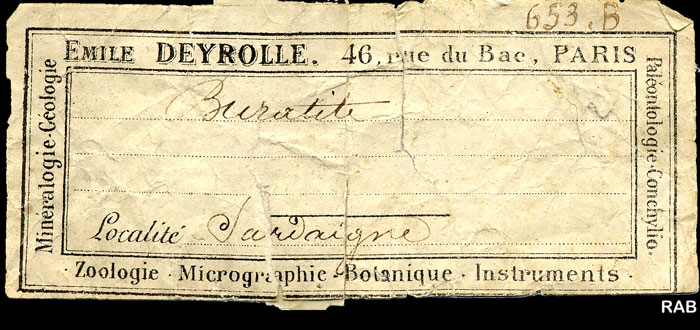 653.B
EMILE DEYROLLE. 46, rue du Bac, PARIS
Minéralogie-Géologie
Buratite
Localité Sardaigne
Paléontologie-Conchylio.
· Zoologie · Micrographie · Botanique · Instruments ·
RAB